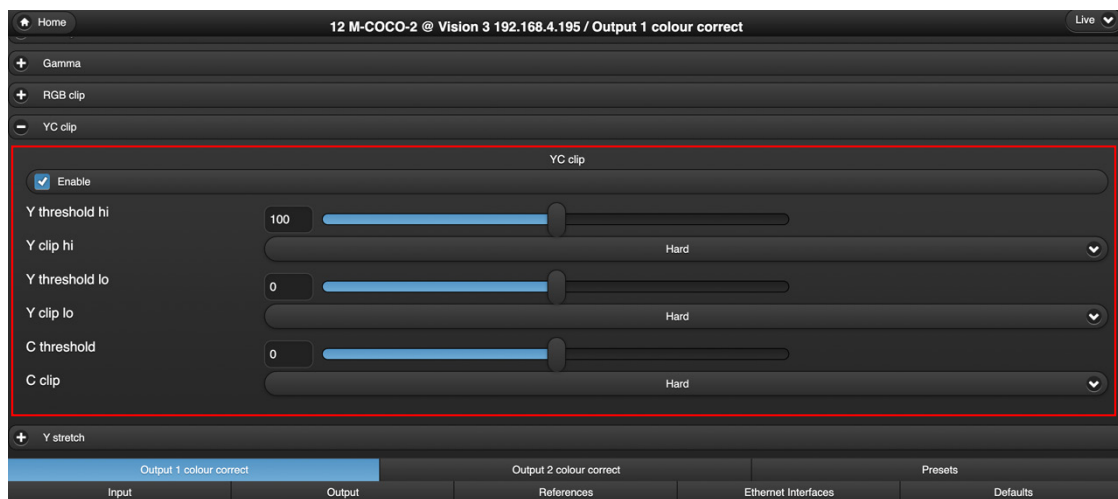 Home
12 M-COCO-2 @ Vision 3 192.168.4.195 / Output 1 colour correct
Live
Gamma
RGB clip
YC clip
YC clip
Enable
Y threshold hi 100
Y clip hi Hard
Y threshold lo 0
Y clip lo Hard
C threshold 0
C clip Hard
Y stretch
Output 1 colour correct Output 2 colour correct Presets
Input Output References Ethernet Interfaces Defaults